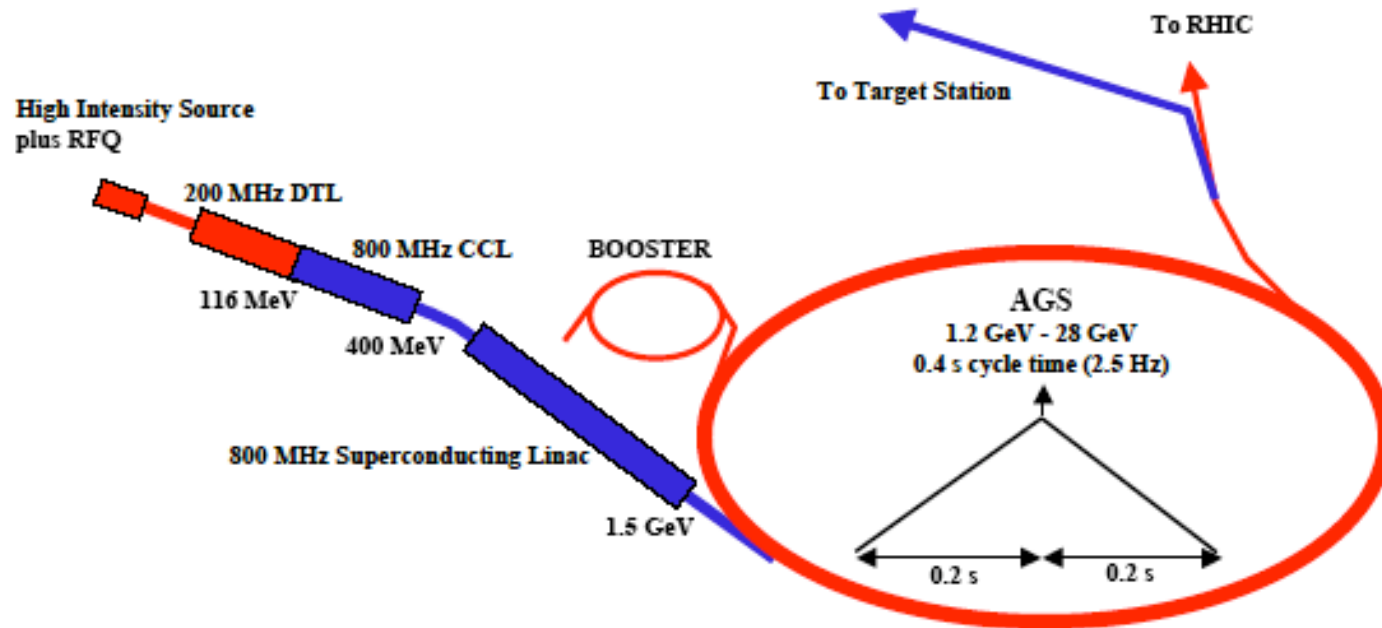 To RHIC
To Target Station
High Intensity Source
plus RFQ
200 MHz DTL
800 MHz CCL
BOOSTER
116 MeV
400 MeV
AGS
1.2 GeV - 28 GeV
0.4 s cycle time (2.5 Hz)
800 MHz Superconducting Linac
1.5 GeV
0.2 s
0.2 s